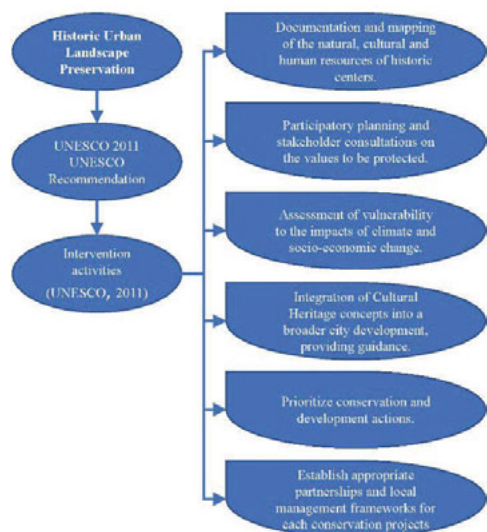 Historic Urban
Landscape
Preservation
UNESCO 2011
UNESCO
Recommendation
Intervention
activities
(UNESCO, 2011)
Documentation and mapping
of the natural, cultural and
human resources of historic
centers.
Participatory planning and
stakeholder consultations on
the values to be protected.
Assessment of vulnerability
to the impacts of climate and
socio-economic change.
Integration of Cultural
Heritage concepts into a
broader city development,
providing guidance.
Prioritize conservation and
development actions.
Establish appropriate
partnerships and local
management frameworks for
each conservation projects